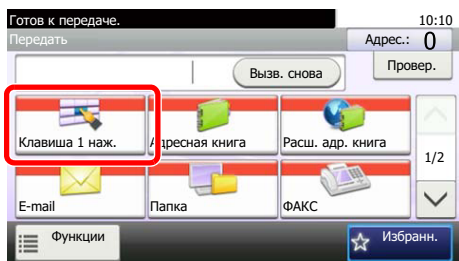 Готов к передаче. 10:10
Передать Адрес.: 0
Вызв. снова Провер.
Клавиша 1 наж. Адресная книга Расш. адр. книга
1/2
E-mail Папка ФАКС
Функции Избранн.